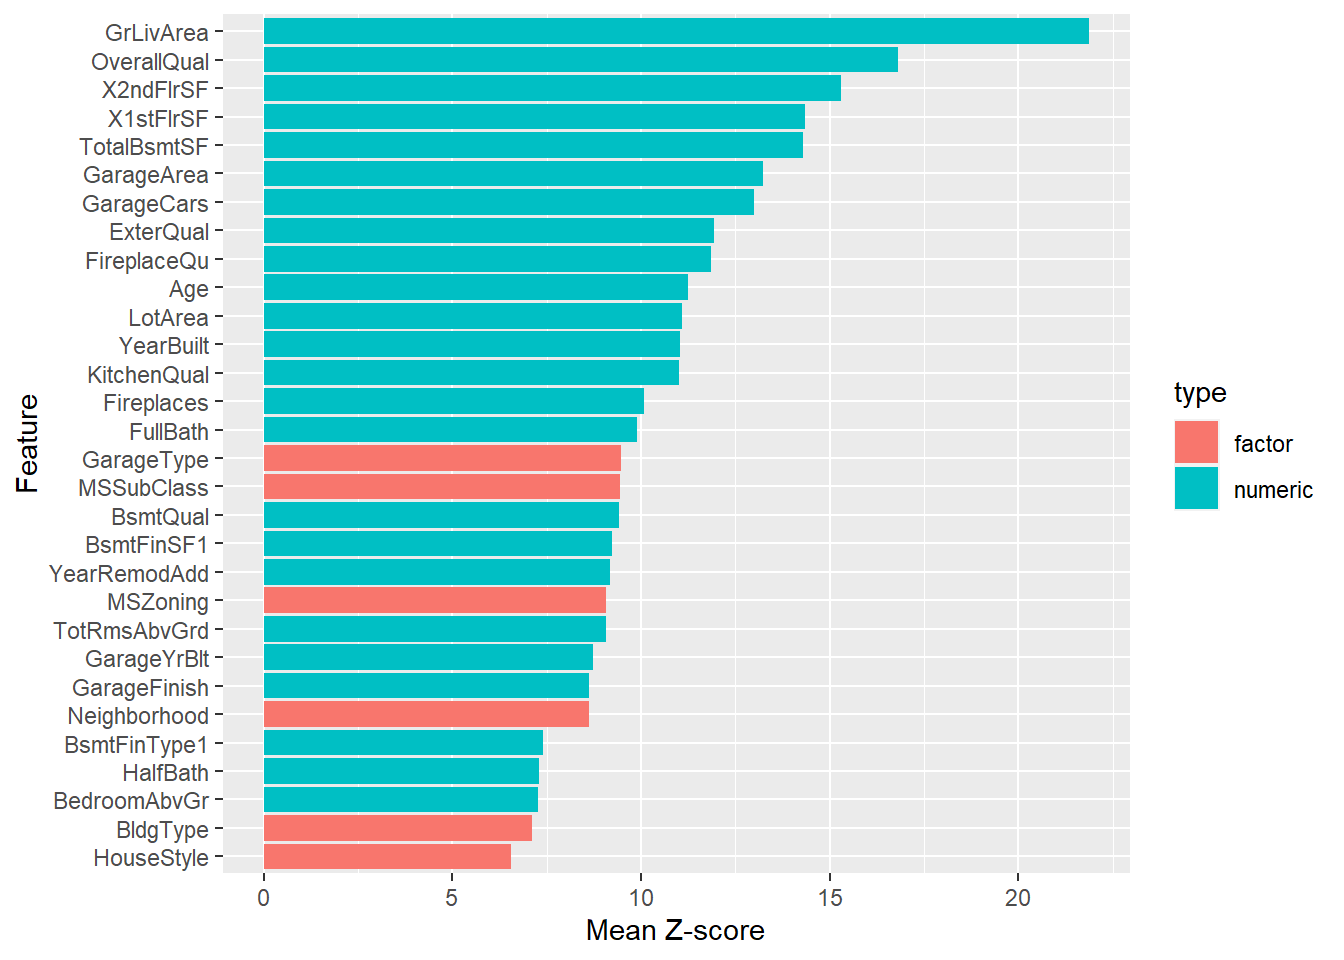 GrLivArea
OverallQual
X2ndFlrSF
X1stFlrSF
TotalBsmtSF
GarageArea
GarageCars
ExterQual
FireplaceQu
Age
LotArea
YearBuilt
KitchenQual
Fireplaces
FullBath
GarageType
MSSubClass
BsmtQual
BsmtFinSF1
YearRemodAdd
MSZoning
TotRmsAbvGrd
GarageYrBlt
GarageFinish
Neighborhood
BsmtFinType1
HalfBath
BedroomAbvGr
BldgType
HouseStyle
Feature
0 5 10 15 20
Mean Z-score
type
factor
numeric